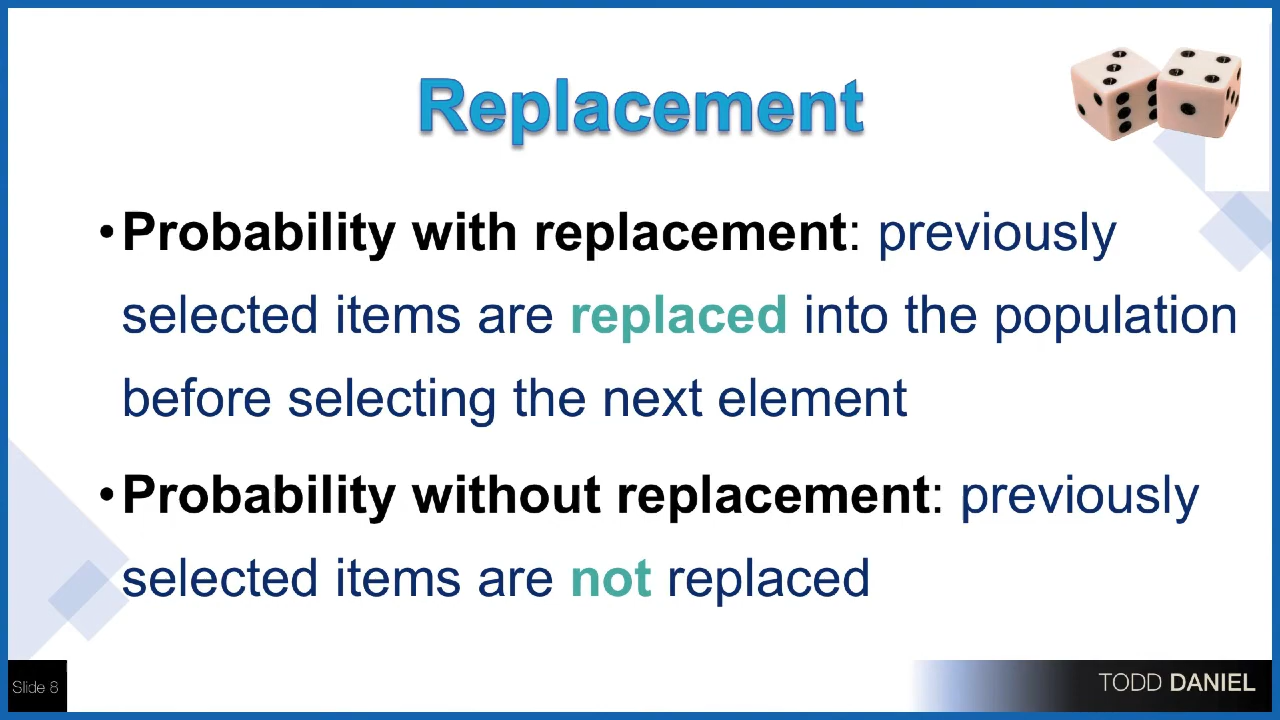 Replacement
•Probability with replacement: previously
selected items are replaced into the population
before selecting the next element
•Probability without replacement: previously
selected items are not replaced
Slide 8
TODD DANIEL